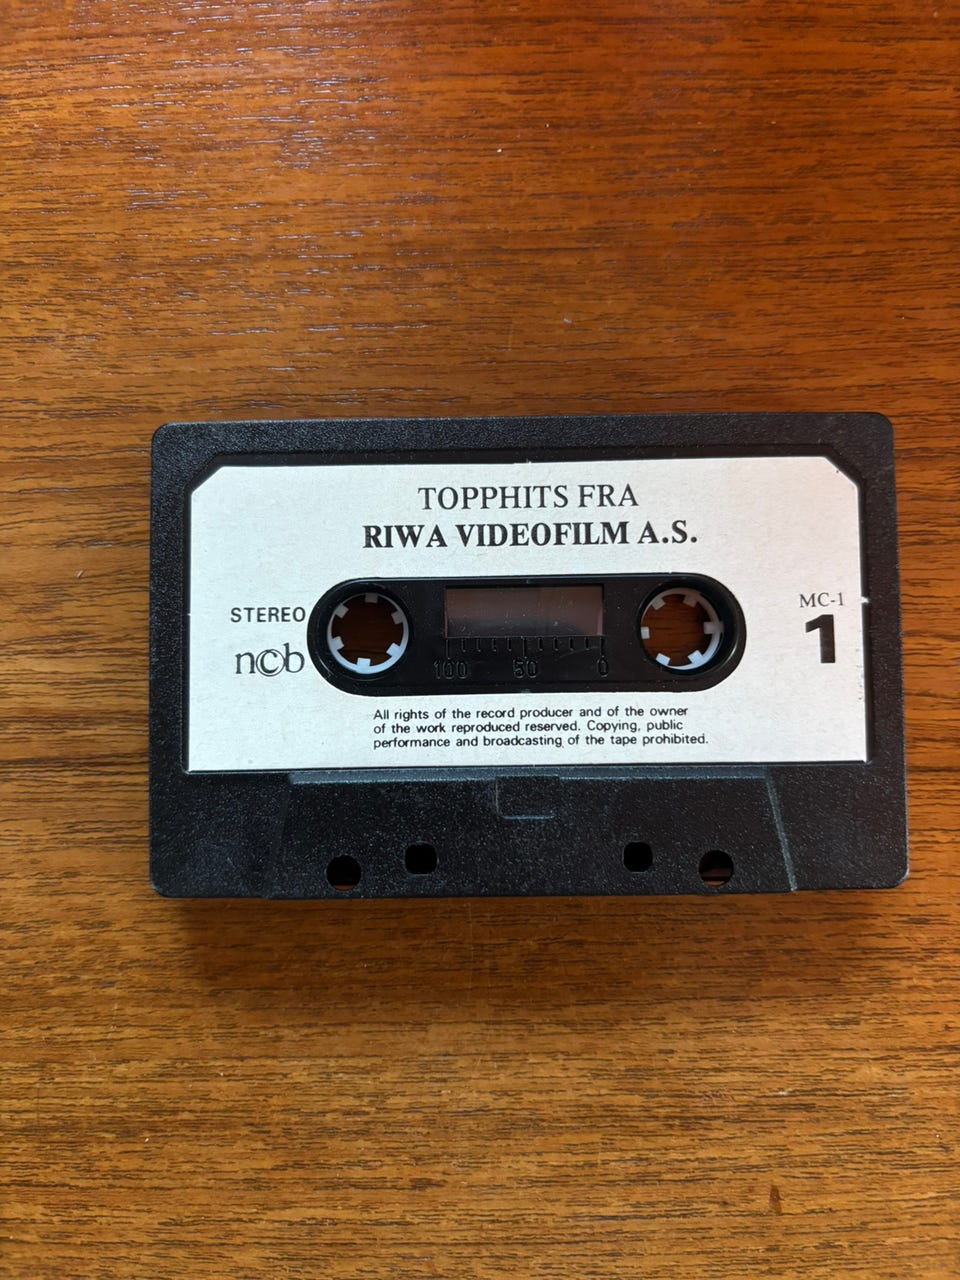 TOPPHITS FRA
RIWA VIDEOFILM A.S.
STEREO
ncb
MC-1
1
100 50 0
All rights of the record producer and of the owner
of the work reproduced reserved. Copying, public
performance and broadcasting of the tape prohibited.